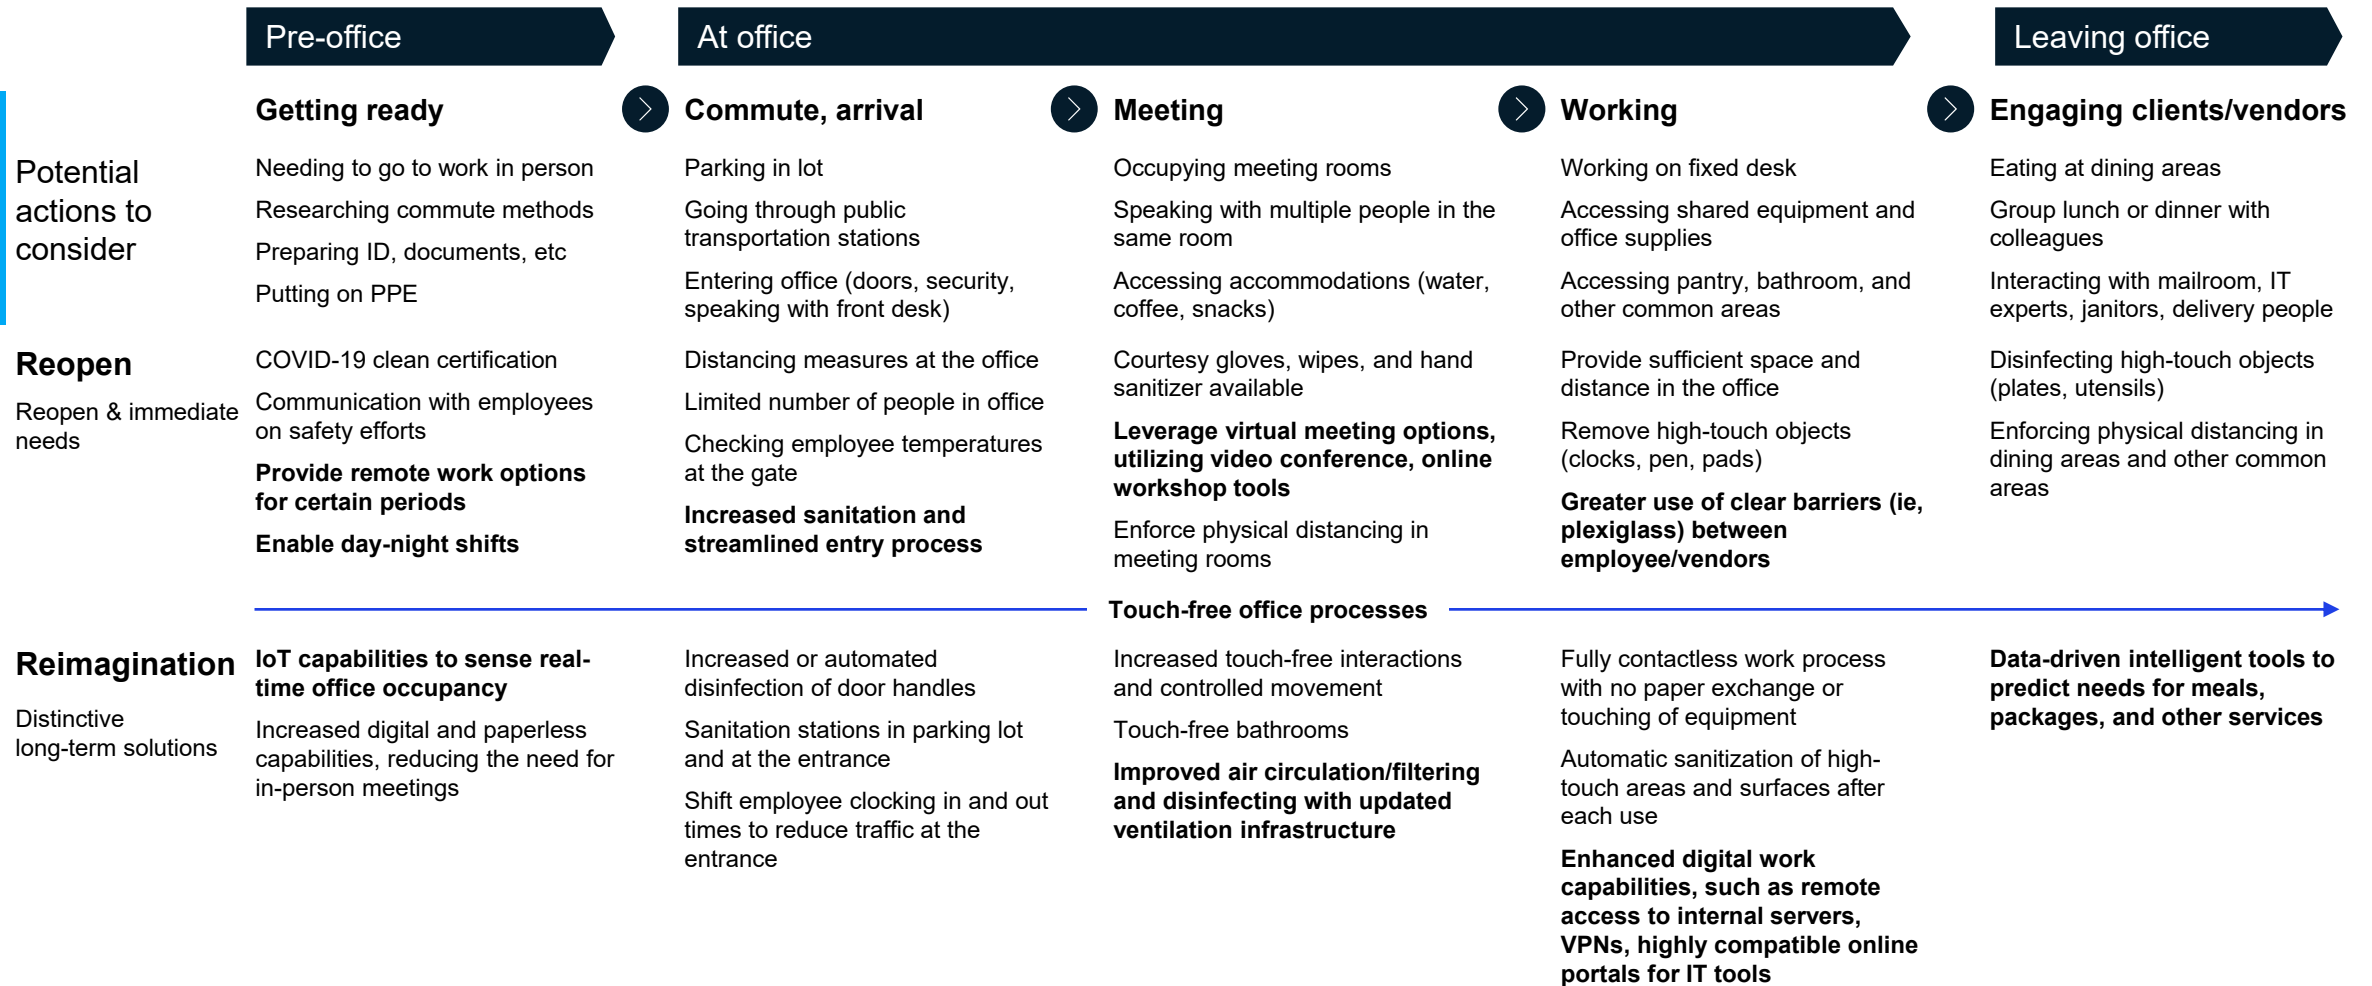 Pre-office
At office
Leaving office
Getting ready
Commute, arrival
Meeting
Working
Engaging clients/vendors
Potential
actions to
consider
Needing to go to work in person
Researching commute methods
Preparing ID, documents, etc
Putting on PPE
Parking in lot
Going through public
transportation stations
Entering office (doors, security,
speaking with front desk)
Occupying meeting rooms
Speaking with multiple people in the
same room
Accessing accommodations (water,
coffee, snacks)
Working on fixed desk
Accessing shared equipment and
office supplies
Accessing pantry, bathroom, and
other common areas
Eating at dining areas
Group lunch or dinner with
colleagues
Interacting with mailroom, IT
experts, janitors, delivery people
Reopen
Reopen & immediate
needs
COVID-19 clean certification
Communication with employees
on safety efforts
Provide remote work options
for certain periods
Enable day-night shifts
Distancing measures at the office
Limited number of people in office
Checking employee temperatures
at the gate
Increased sanitation and
streamlined entry process
Courtesy gloves, wipes, and hand
sanitizer available
Leverage virtual meeting options,
utilizing video conference, online
workshop tools
Enforce physical distancing in
meeting rooms
Provide sufficient space and
distance in the office
Remove high-touch objects
(clocks, pen, pads)
Greater use of clear barriers (ie,
plexiglass) between
employee/vendors
Disinfecting high-touch objects
(plates, utensils)
Enforcing physical distancing in
dining areas and other common
areas
Touch-free office processes
Reimagination
Distinctive
long-term solutions
IoT capabilities to sense real-
time office occupancy
Increased digital and paperless
capabilities, reducing the need for
in-person meetings
Increased or automated
disinfection of door handles
Sanitation stations in parking lot
and at the entrance
Shift employee clocking in and out
times to reduce traffic at the
entrance
Increased touch-free interactions
and controlled movement
Touch-free bathrooms
Improved air circulation/filtering
and disinfecting with updated
ventilation infrastructure
Fully contactless work process
with no paper exchange or
touching of equipment
Automatic sanitization of high-
touch areas and surfaces after
each use
Enhanced digital work
capabilities, such as remote
access to internal servers,
VPNs, highly compatible online
portals for IT tools
Data-driven intelligent tools to
predict needs for meals,
packages, and other services